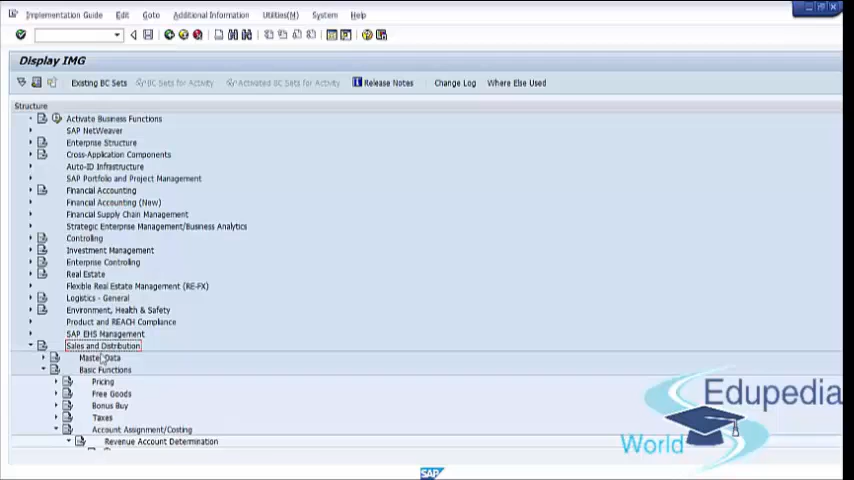 Implementation Guide Edit Goto Additional Information Utilities(M) System Help
Display IMG
Existing BC Sets BC Sets for Activity Activated BC Sets for Activity Release Notes Change Log Where Else Used
Structure
Activate Business Functions
SAP NetWeaver
Enterprise Structure
Cross-Application Components
Auto-ID Infrastructure
SAP Portfolio and Project Management
Financial Accounting
Financial Accounting (New)
Financial Supply Chain Management
Strategic Enterprise Management/Business Analytics
Controlling
Investment Management
Enterprise Controlling
Real Estate
Flexible Real Estate Management (RE-FX)
Logistics - General
Environment, Health & Safety
Product and REACH Compliance
SAP EHS Management
Sales and Distribution
Master Data
Basic Functions
Pricing
Free Goods
Bonus Buy
Taxes
Account Assignment/Costing
Revenue Account Determination
Edupedia
World
SAP